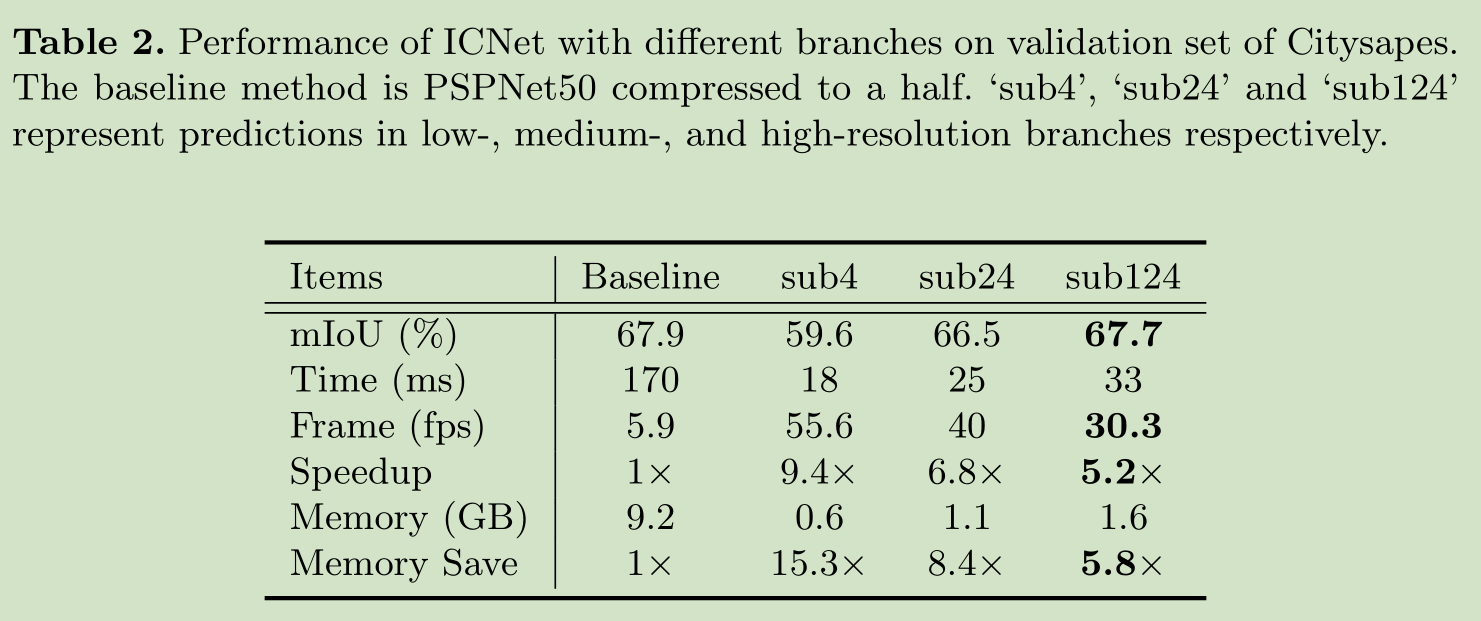 Table 2. Performance of ICNet with different branches on validation set of Citysapes.
The baseline method is PSPNet50 compressed to a half. ‘sub4’, ‘sub24’ and ‘sub124’
represent predictions in low-, medium-, and high-resolution branches respectively.
Items Baseline sub4 sub24 sub124
mIoU (%) 67.9 59.6 66.5 67.7
Time (ms) 170 18 25 33
Frame (fps) 5.9 55.6 40 30.3
Speedup 1× 9.4× 6.8× 5.2×
Memory (GB) 9.2 0.6 1.1 1.6
Memory Save 1× 15.3× 8.4× 5.8×